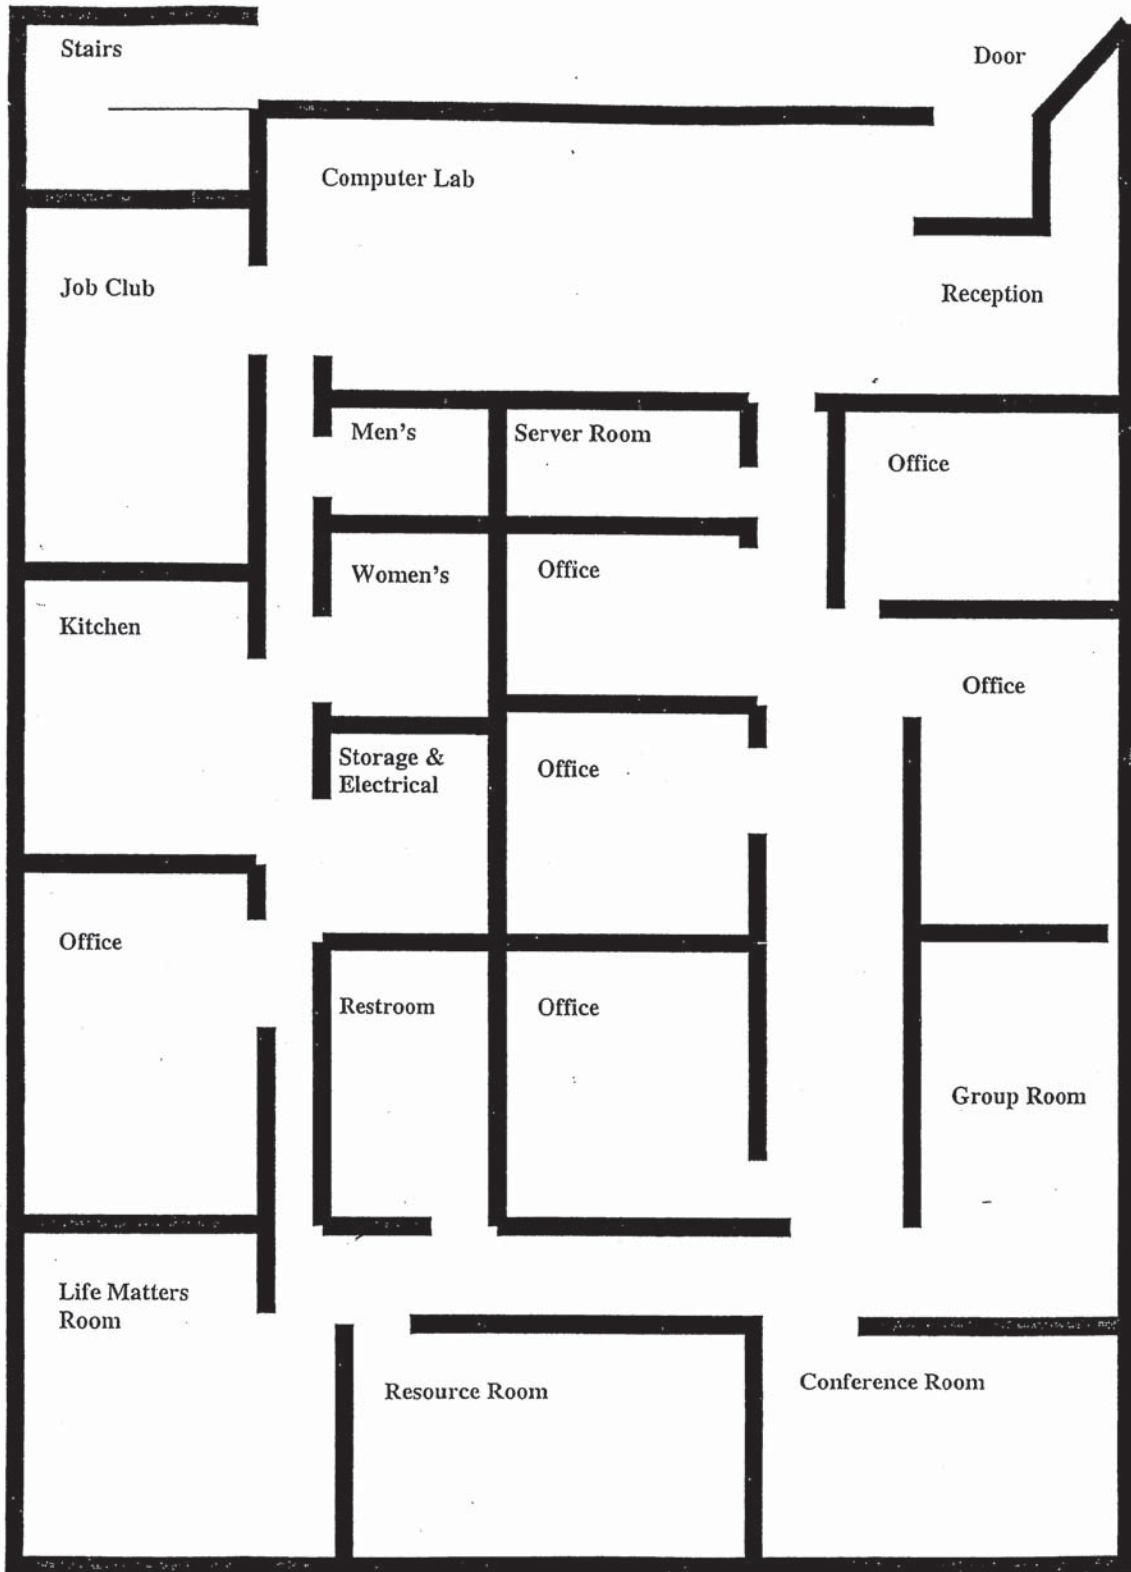 Stairs
Door
Computer Lab
Job Club
Reception
Men's
Server Room
Office
Women's
Office
Kitchen
Office
Storage &
Electrical
Office
Office
Restroom
Office
Group Room
Life Matters
Room
Resource Room
Conference Room